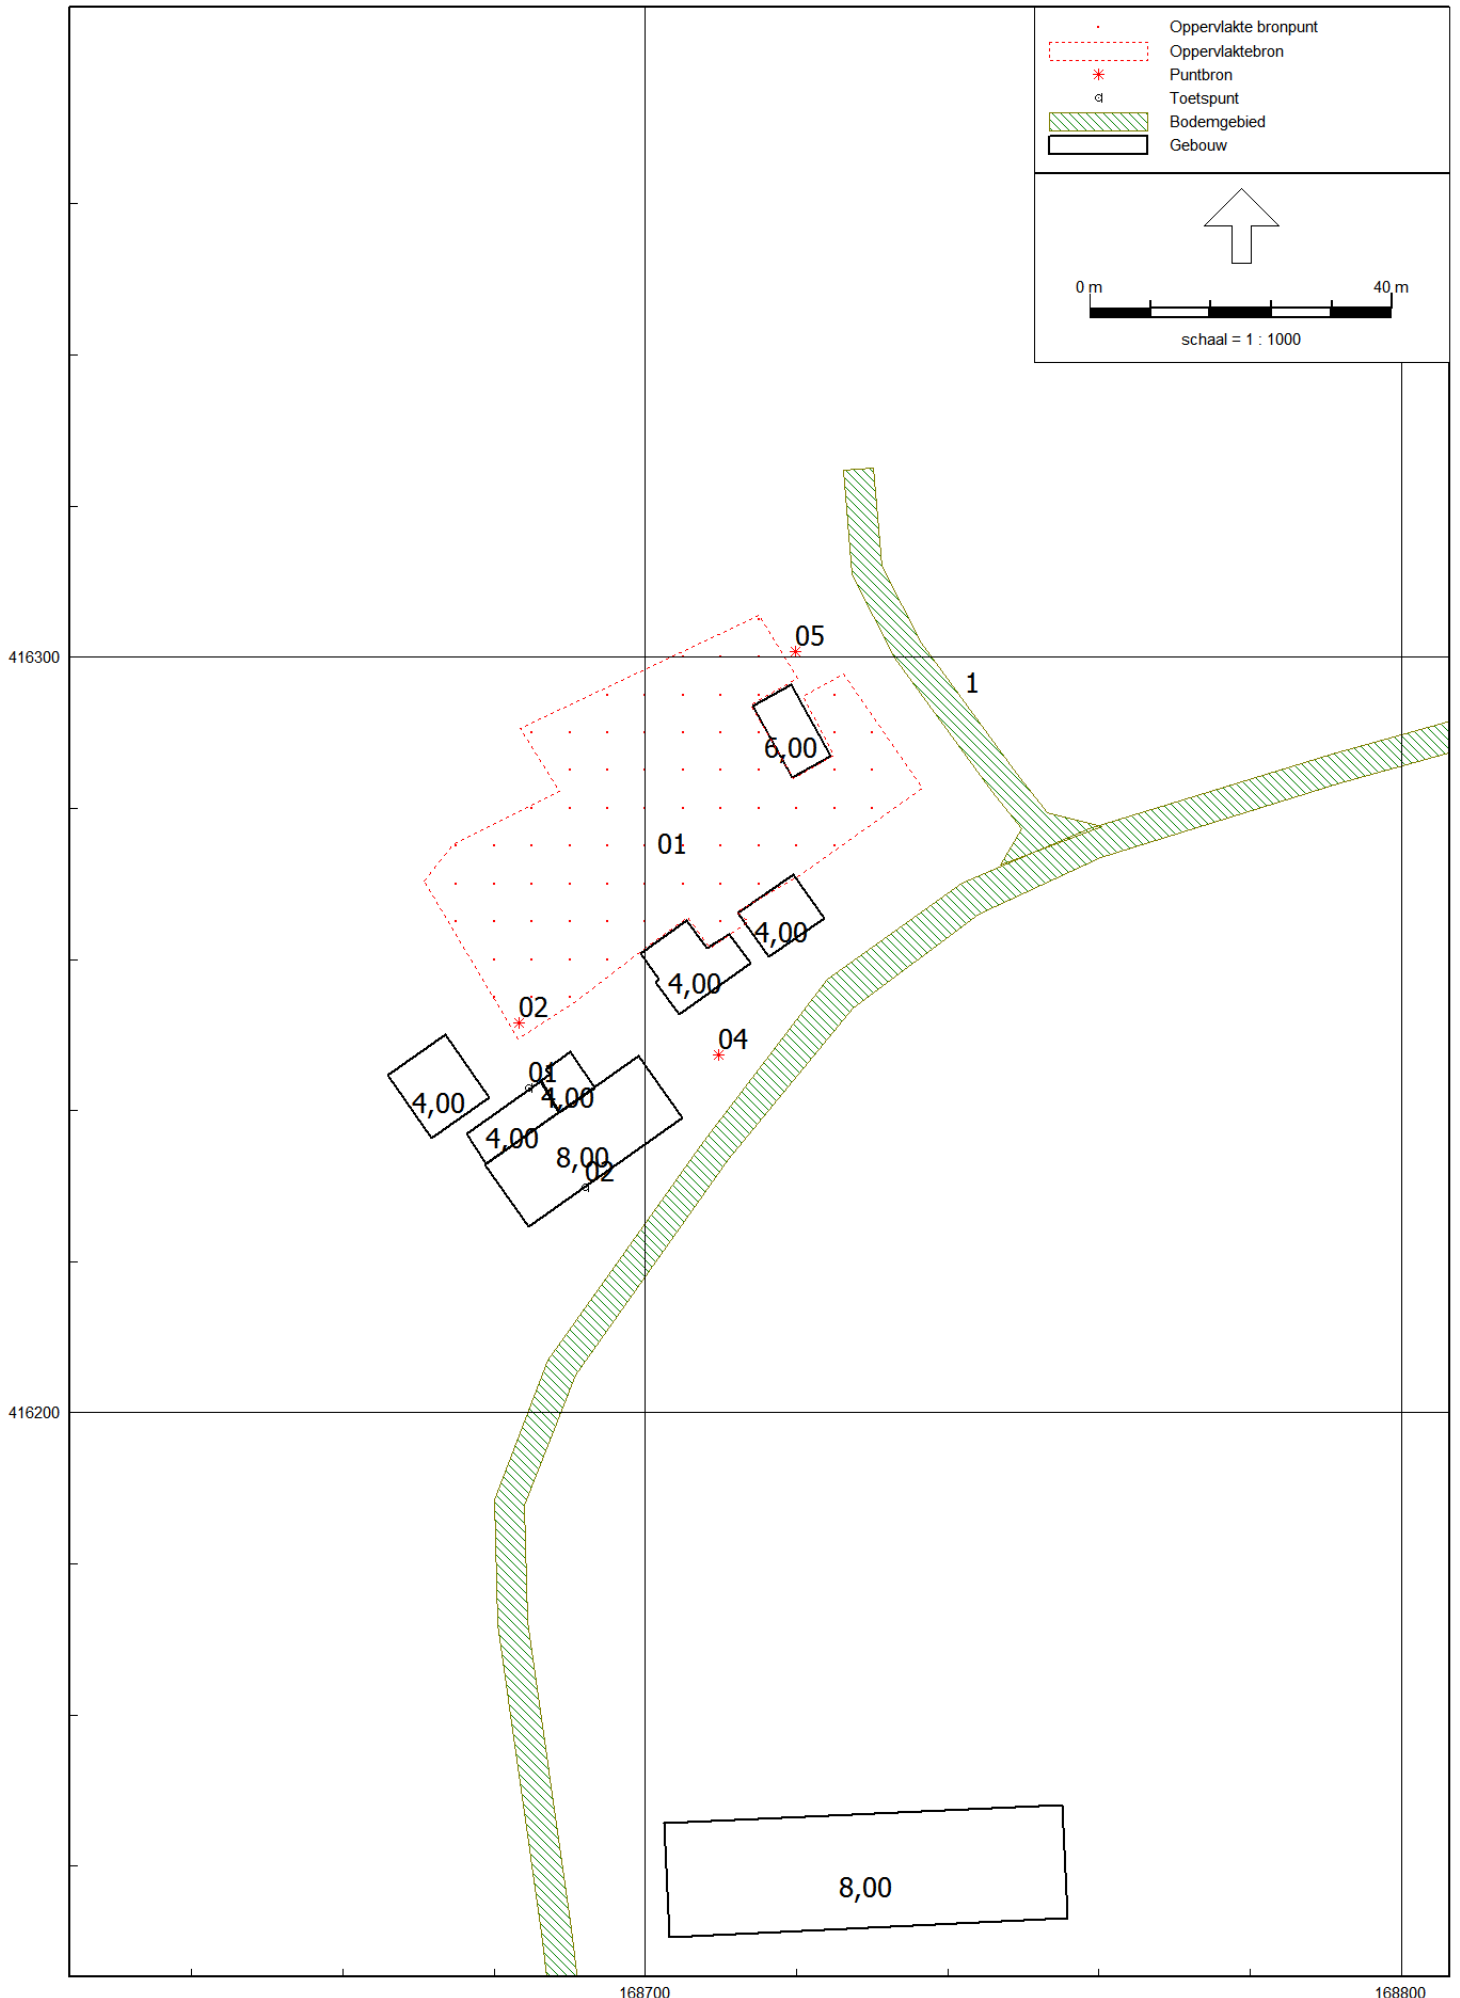 Oppervlakte bronpunt
Oppervlaktebron
Puntbron
Toetspunt
Bodemgebied
Gebouw
0 m
40 m
schaal = 1 : 1000
05
416300
1
6,00
01
4,00
4,00
02
04
01
4,00
4,00
4,00
8,00
02
416200
8,00
168700
168800